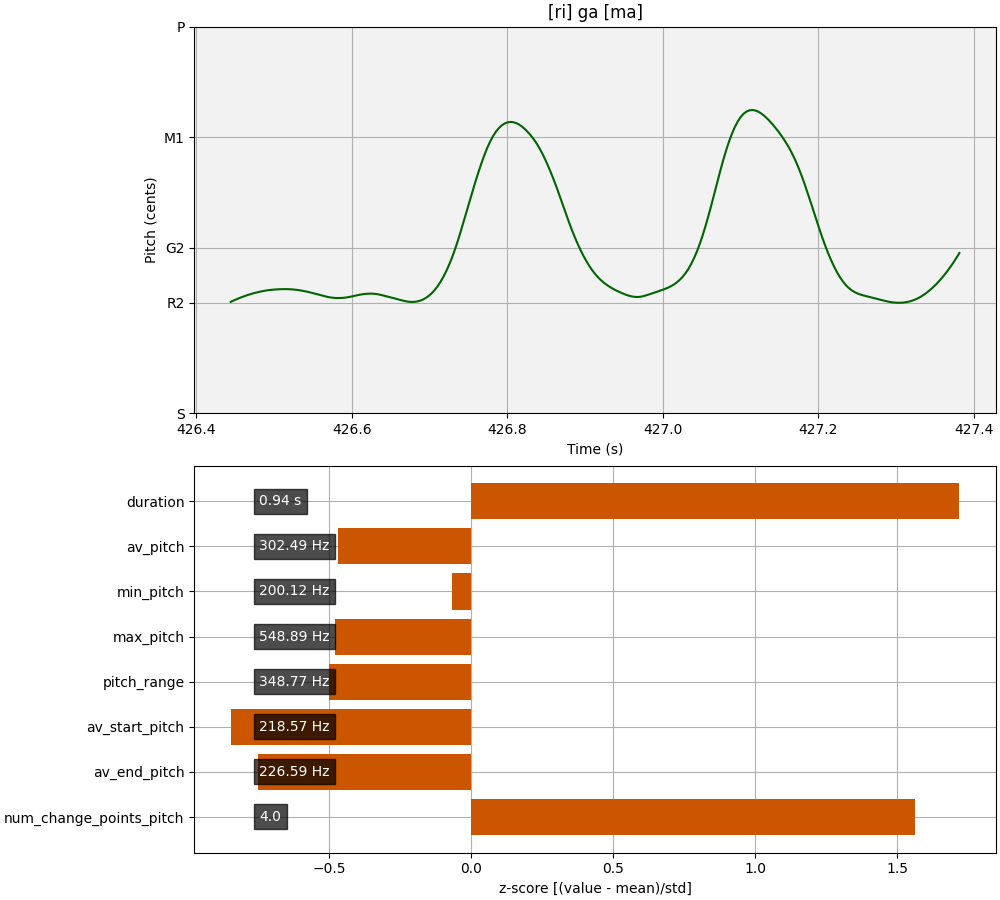 [ri] ga [ma]
P
M1
G2
R2
S
Pitch (cents)
426.4 426.6 426.8 427.0 427.2 427.4
Time (s)
duration 0.94 s
av_pitch 302.49 Hz
min_pitch 200.12 Hz
max_pitch 548.89 Hz
pitch_range 348.77 Hz
av_start_pitch 218.57 Hz
av_end_pitch 226.59 Hz
num_change_points_pitch 4.0
−0.5 0.0 0.5 1.0 1.5
z-score [(value - mean)/std]